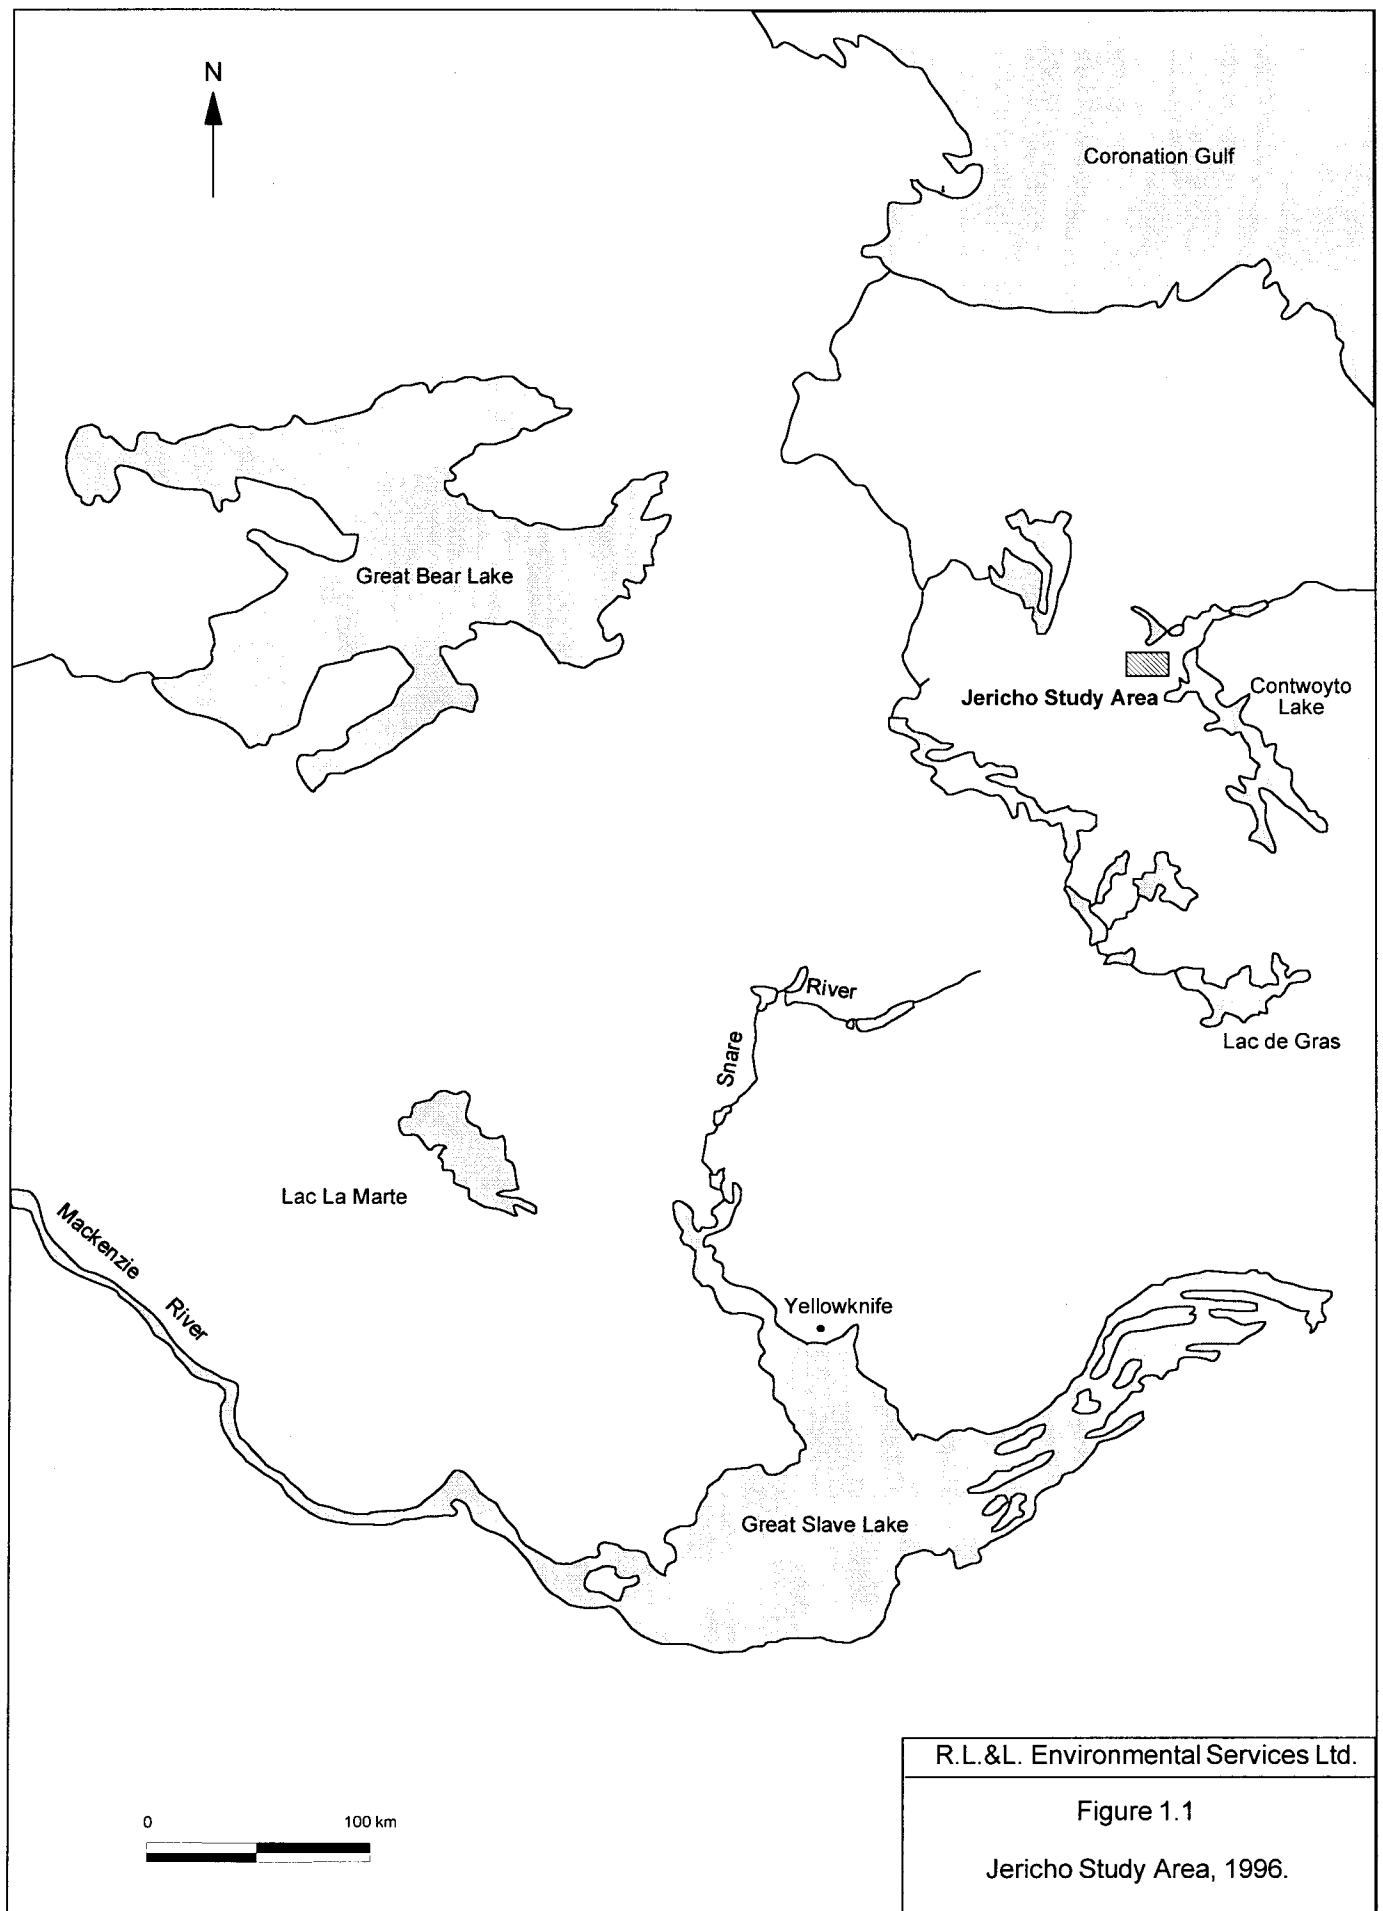 N
Coronation Gulf
Great Bear Lake
Jericho Study Area
Contwoyto
Lake
River
Snare
Lac de Gras
Lac La Marte
Mackenzie
River
Yellowknife
Great Slave Lake
0 100 km
R.L.&L. Environmental Services Ltd.
Figure 1.1
Jericho Study Area, 1996.